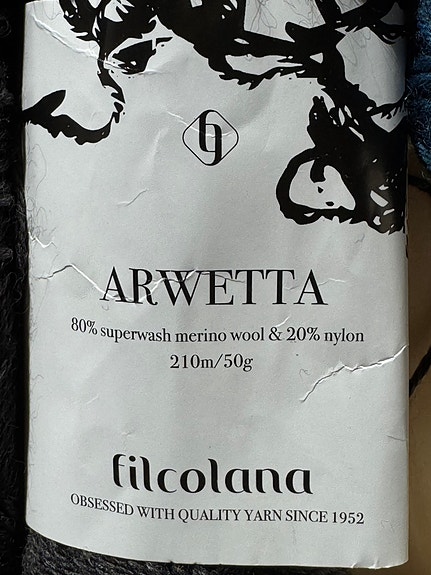 ARWETTA
80% superwash merino wool & 20% nylon
210m/50g
filcolana
OBSESSED WITH QUALITY YARN SINCE 1952